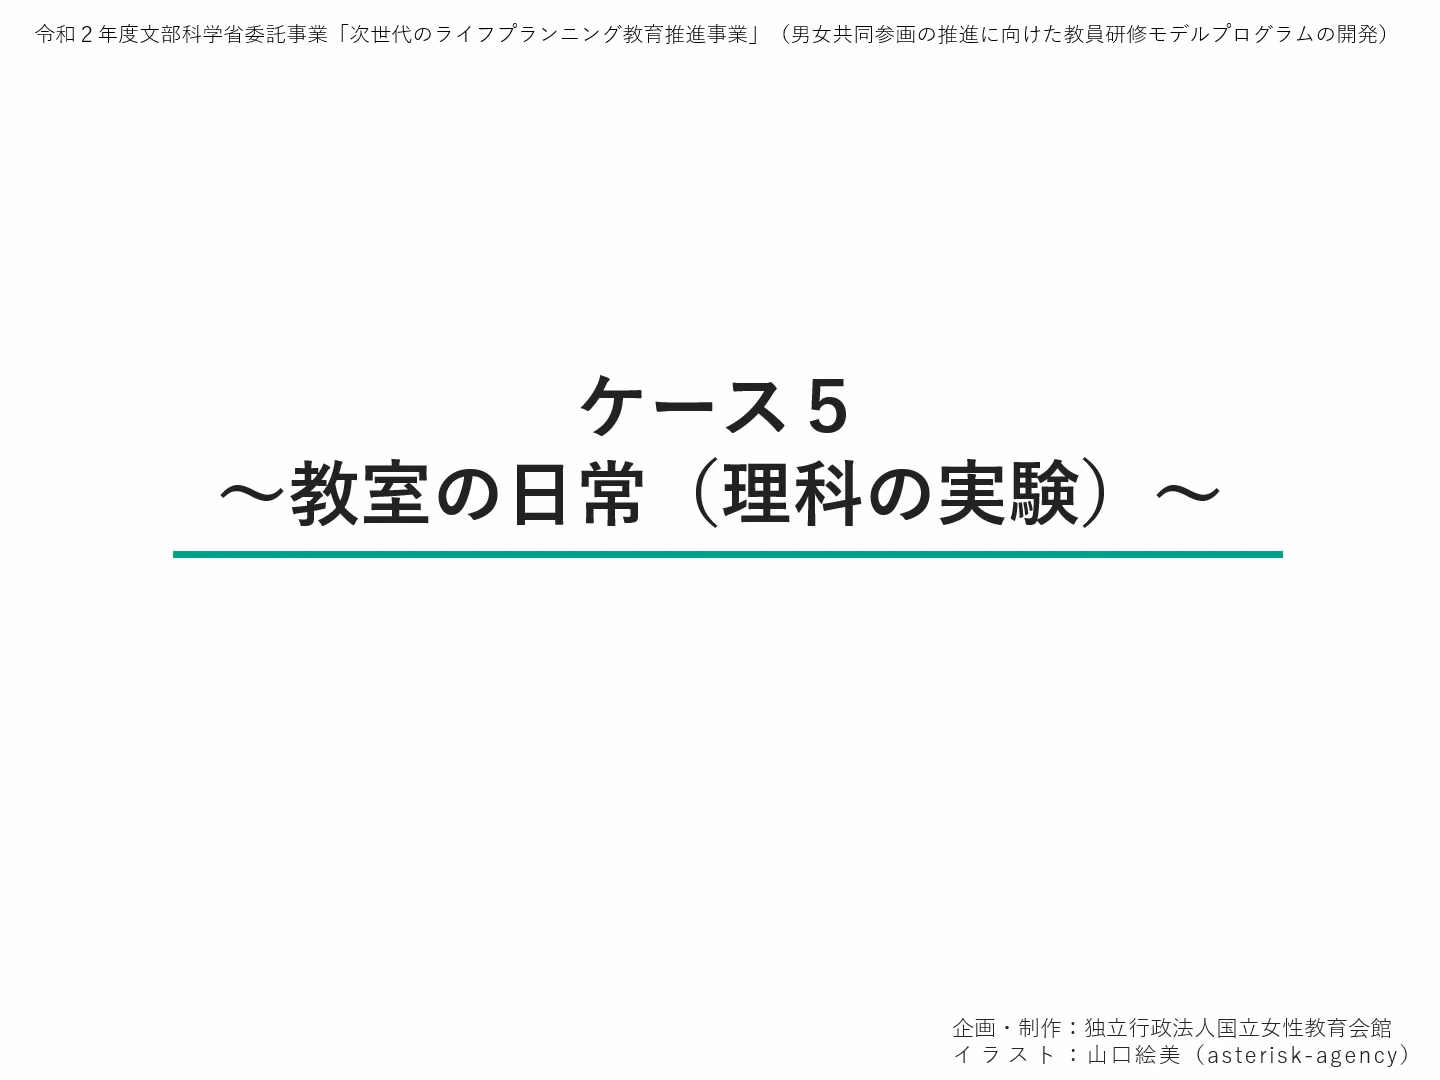 令和２年度文部科学省委託事業「次世代のライフプランニング教育推進事業」（男女共同参画の推進に向けた教員研修モデルプログラムの開発）
ケース５
～教室の日常（理科の実験）～
企画・制作：独立行政法人国立女性教育会館
イラスト：山口絵美（asterisk-agency）